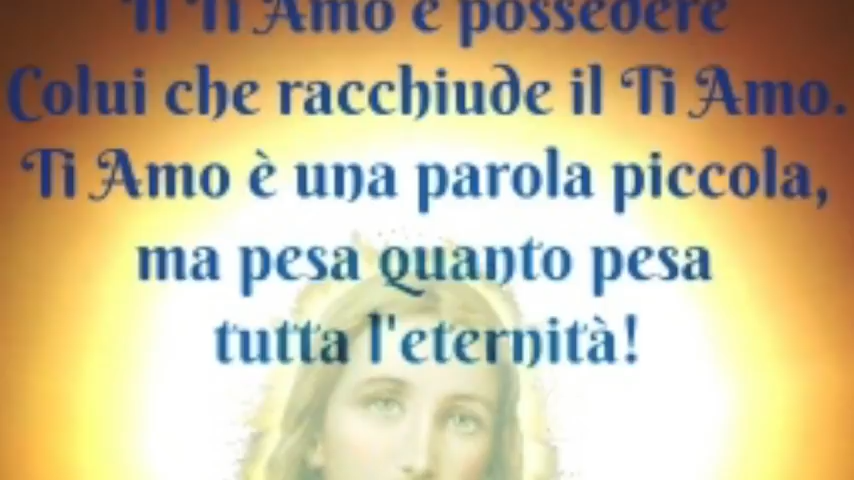 Il Ti Amo è possedere
Colui che racchiude il Ti Amo.
Ti Amo è una parola piccola,
ma pesa quanto pesa
tutta l'eternità!